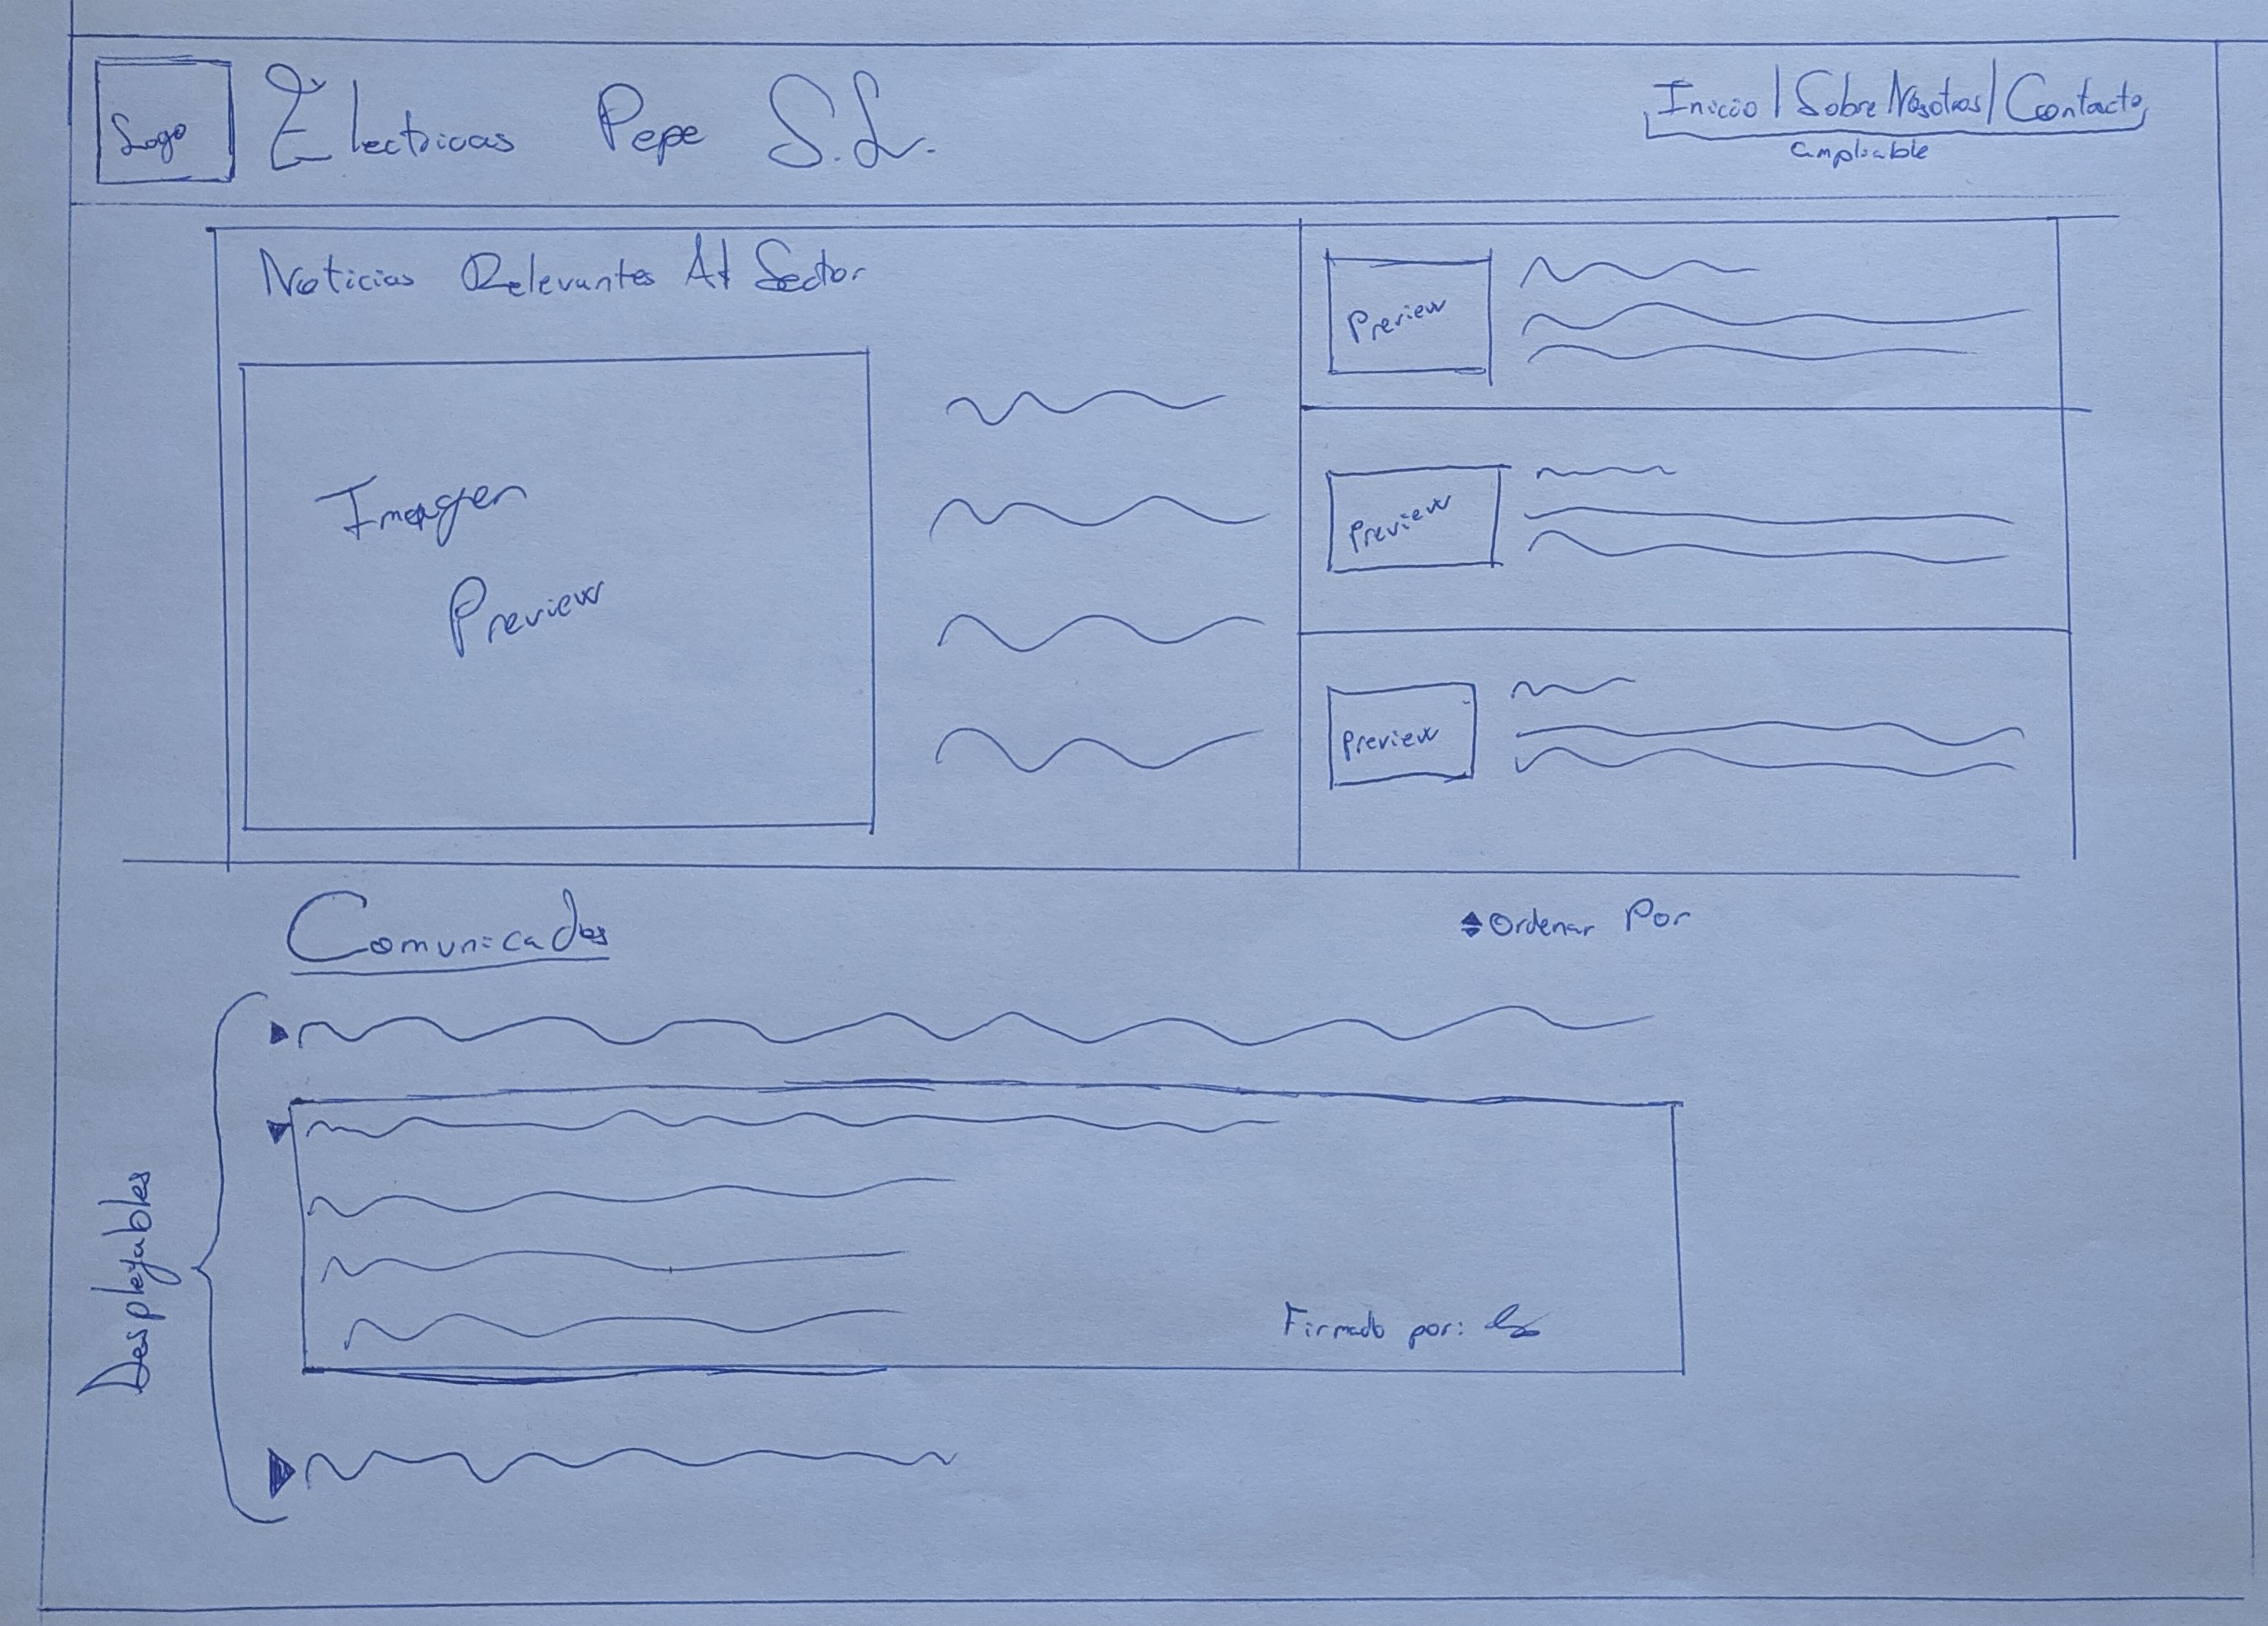 Logo
Electricas Pepe S.L.
Inicio | Sobre Nosotros | Contacto
ampliable
Noticias Relevantes Al Sector
Imagen
Preview
Preview
Preview
Preview
Comunicados
Ordenar Por
Desplegables
Firmado por: